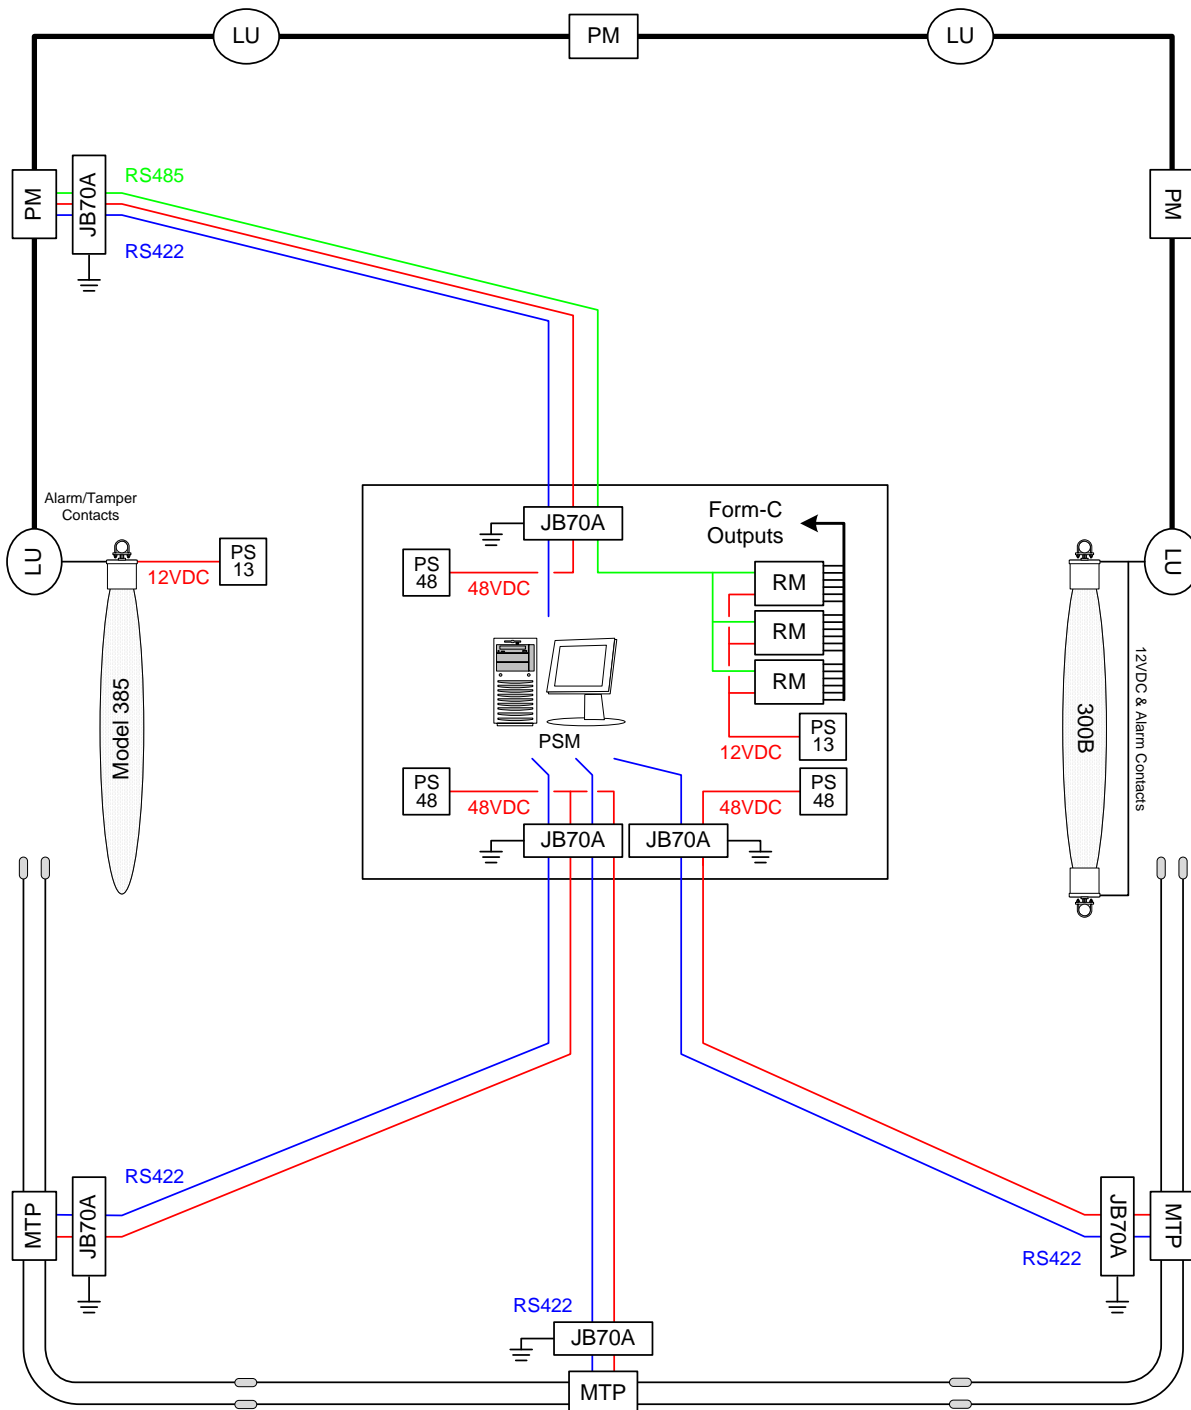 LU
PM
LU
PM
JB70A
RS485
RS422
PM
Alarm/Tamper
Contacts
LU
12VDC
PS
13
Model 385
JB70A
Form-C
Outputs
PS
48
48VDC
RM
RM
RM
PSM
PS
13
12VDC
PS
48
48VDC
PS
48
48VDC
JB70A
JB70A
LU
12VDC & Alarm Contacts
300B
RS422
MTP
JB70A
JB70A
MTP
RS422
RS422
JB70A
MTP